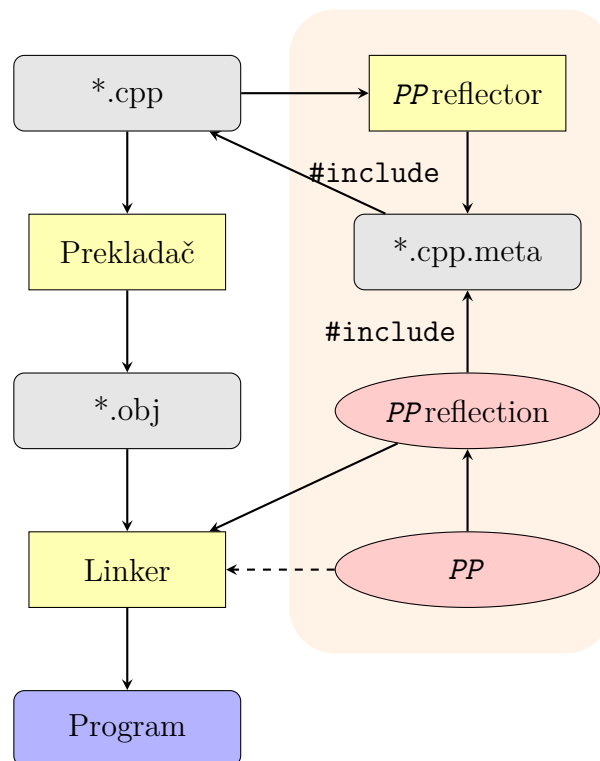 *.cpp
PP reflector
#include
Prekladač
*.cpp.meta
#include
*.obj
PP reflection
Linker
PP
Program